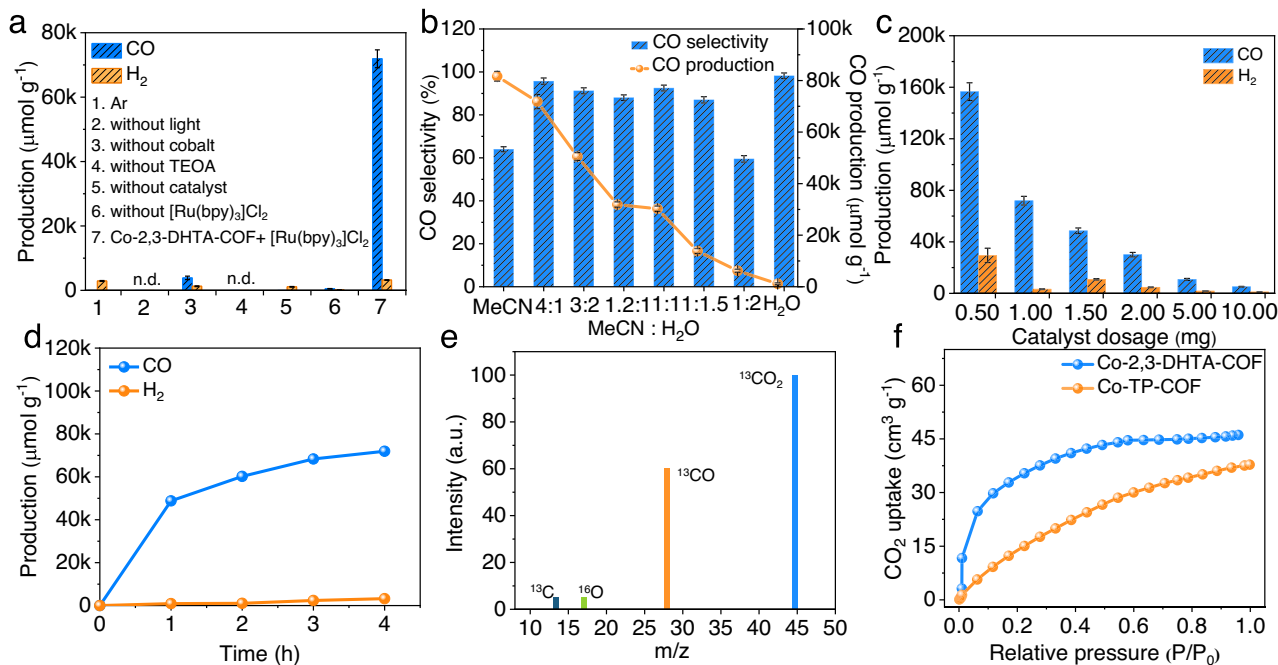 a
80k
60k
40k
20k
0
Production (μmol g⁻¹)
CO
H₂
1. Ar
2. without light
3. without cobalt
4. without TEOA
5. without catalyst
6. without [Ru(bpy)₃]Cl₂
7. Co-2,3-DHTA-COF+ [Ru(bpy)₃]Cl₂
n.d.
n.d.
1 2 3 4 5 6 7
b
120
100
80
60
40
20
0
CO selectivity (%)
CO selectivity
CO production
100k
80k
60k
40k
20k
0
CO production (μmol g⁻¹)
MeCN 4:1 3:2 1.2:1 1:1 1:1.5 1:2 H₂O
MeCN : H₂O
c
200k
160k
120k
80k
40k
0
Production (μmol g⁻¹)
CO
H₂
0.50 1.00 1.50 2.00 5.00 10.00
Catalyst dosage (mg)
d
120k
100k
80k
60k
40k
20k
0
Production (μmol g⁻¹)
CO
H₂
0 1 2 3 4
Time (h)
e
100
80
60
40
20
0
Intensity (a.u.)
¹³CO₂
¹³CO
¹³C
¹⁶O
10 15 20 25 30 35 40 45 50
m/z
f
60
45
30
15
0
CO₂ uptake (cm³ g⁻¹)
Co-2,3-DHTA-COF
Co-TP-COF
0.0 0.2 0.4 0.6 0.8 1.0
Relative pressure (P/P₀)